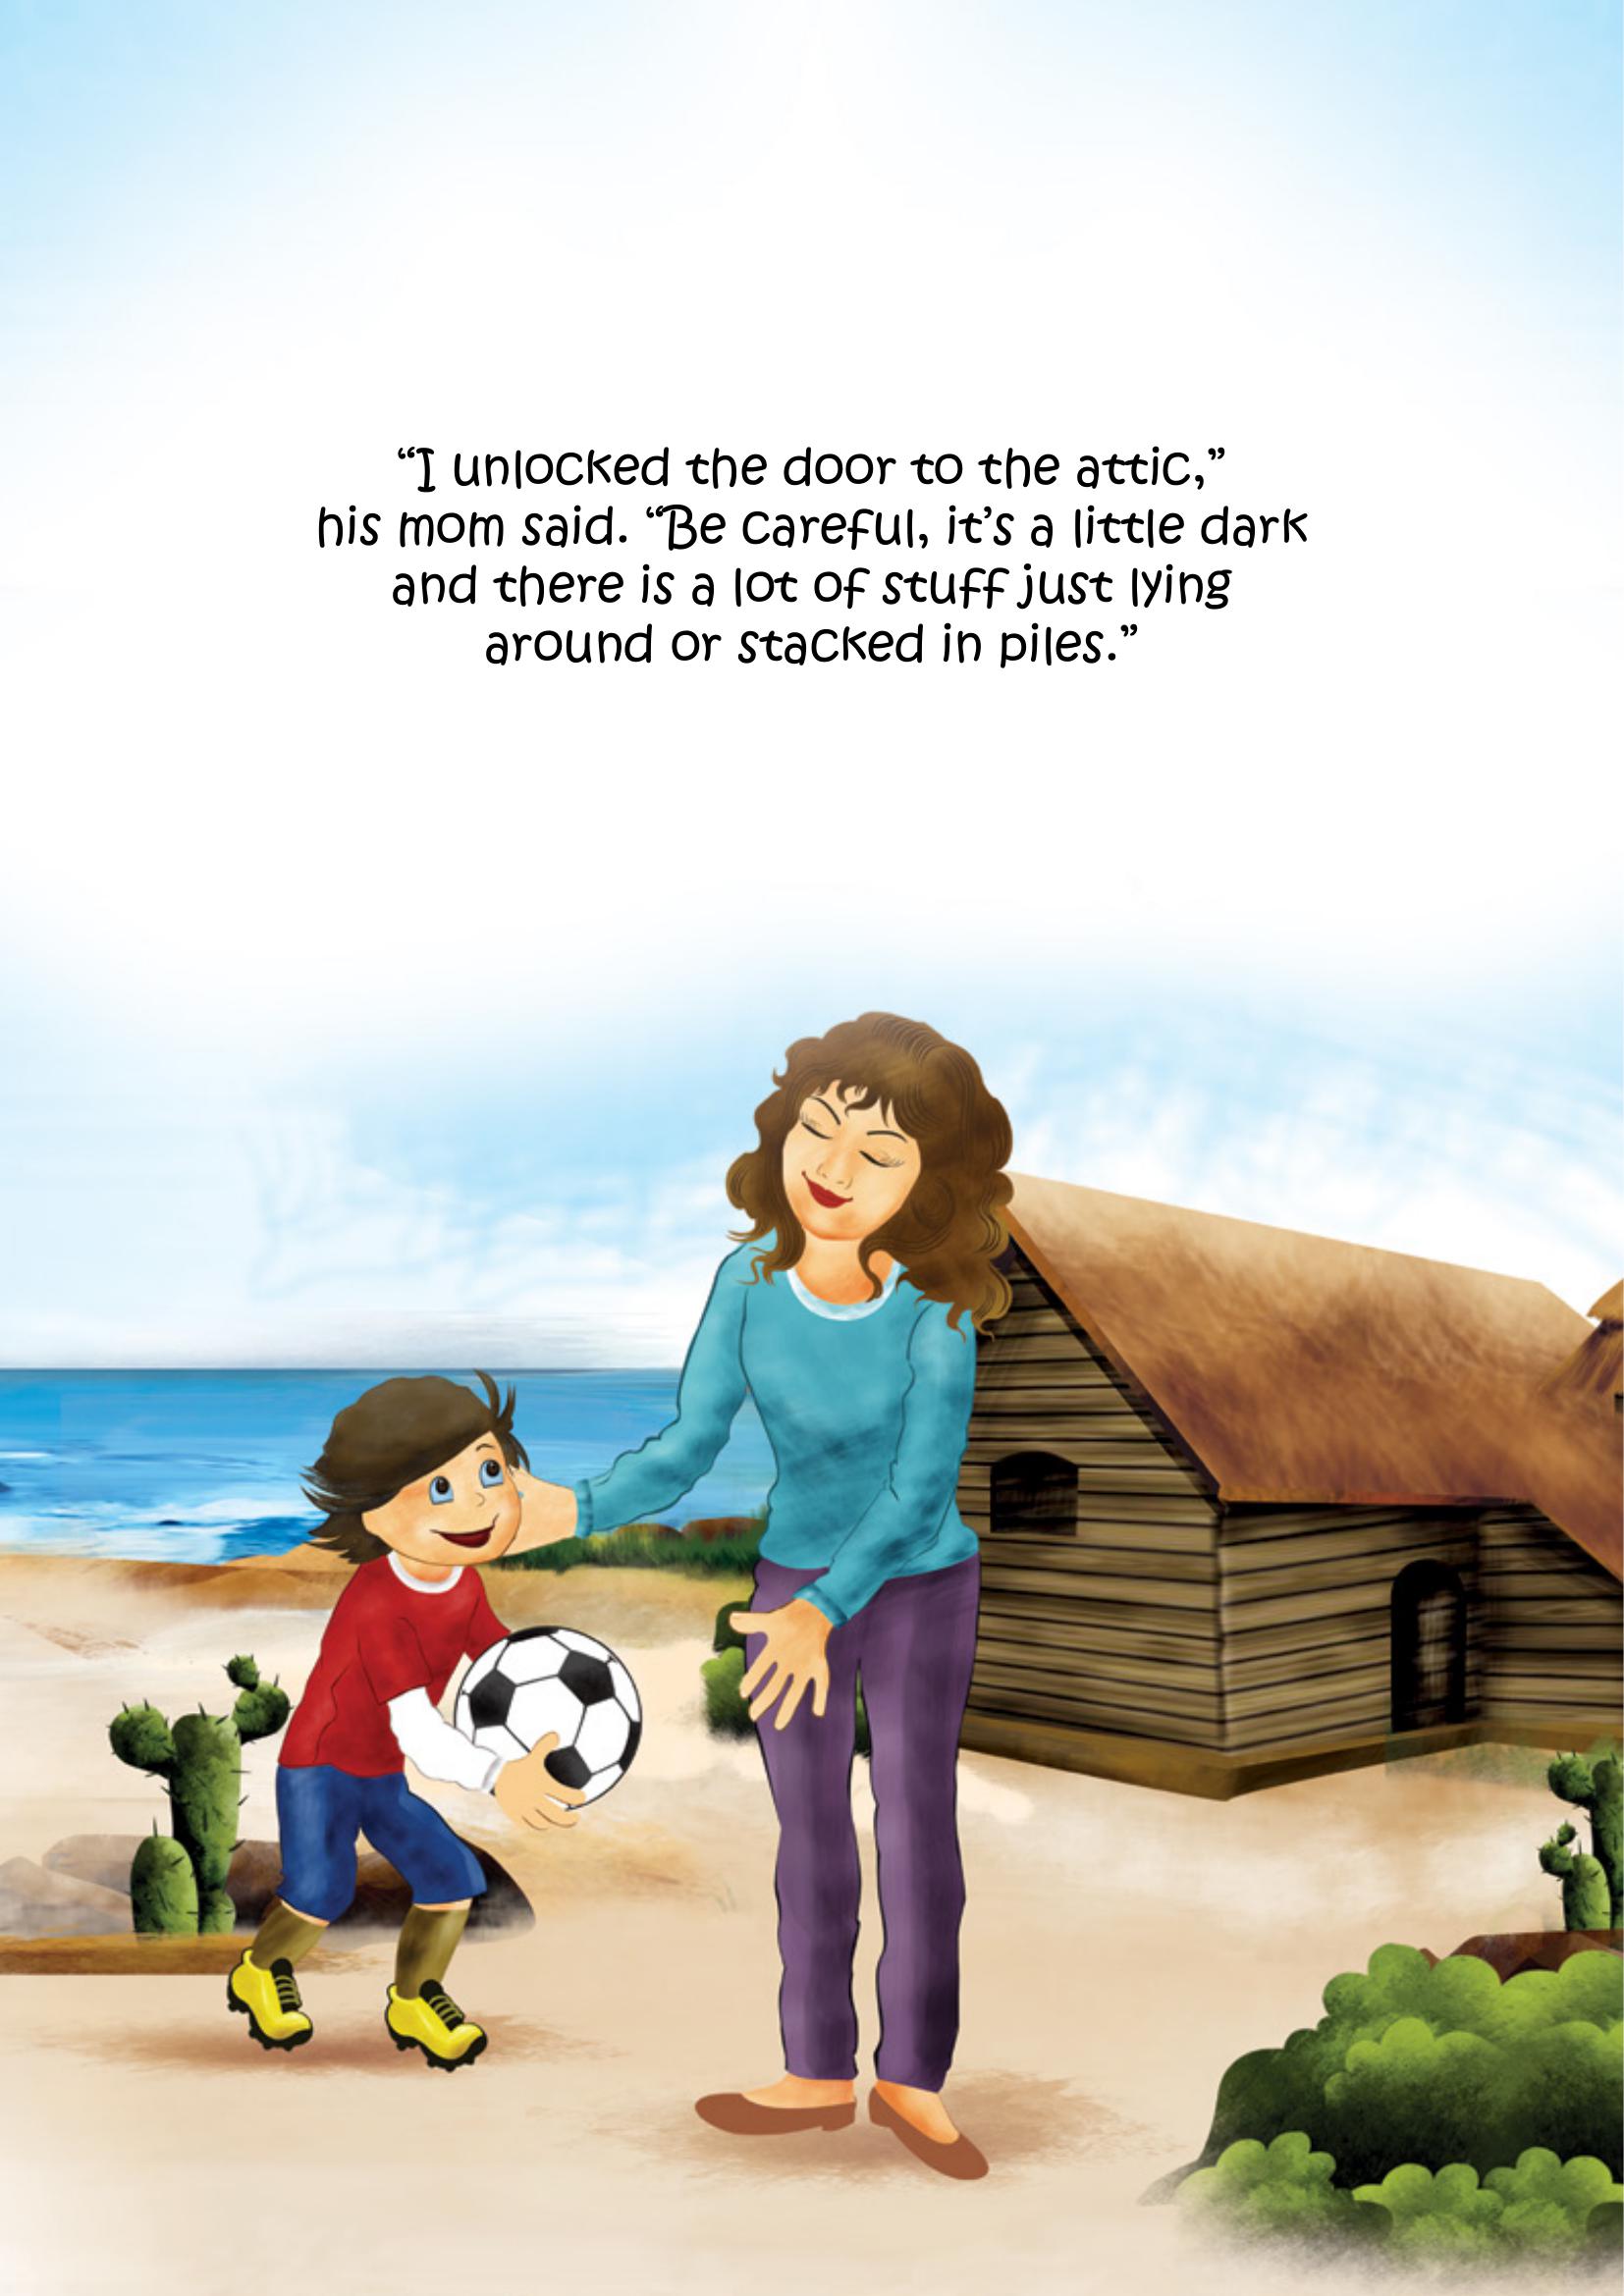 “I unlocked the door to the attic,”
his mom said. “Be careful, it’s a little dark
and there is a lot of stuff just lying
around or stacked in piles.”